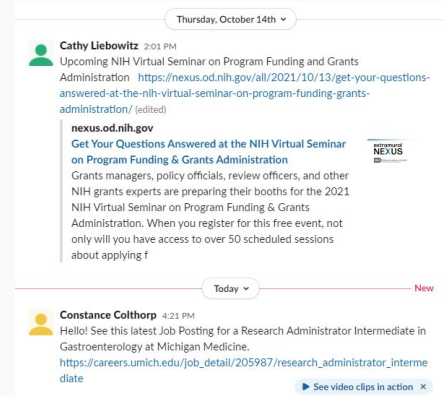 Thursday, October 14th
Cathy Liebowitz 2:01 PM
Upcoming NIH Virtual Seminar on Program Funding and Grants
Administration https://nexus.od.nih.gov/all/2021/10/13/get-your-questions-
answered-at-the-nih-virtual-seminar-on-program-funding-grants-
administration/ (edited)
nexus.od.nih.gov
Get Your Questions Answered at the NIH Virtual Seminar
on Program Funding & Grants Administration
extramural
NEXUS
Grants managers, policy officials, review officers, and other
NIH grants experts are preparing their booths for the 2021
NIH Virtual Seminar on Program Funding & Grants
Administration. When you register for this free event, not
only will you have access to over 50 scheduled sessions
about applying f
Today
New
Constance Colthorp 4:21 PM
Hello! See this latest Job Posting for a Research Administrator Intermediate in
Gastroenterology at Michigan Medicine.
https://careers.umich.edu/job_detail/205987/research_administrator_interme
diate
See video clips in action ×